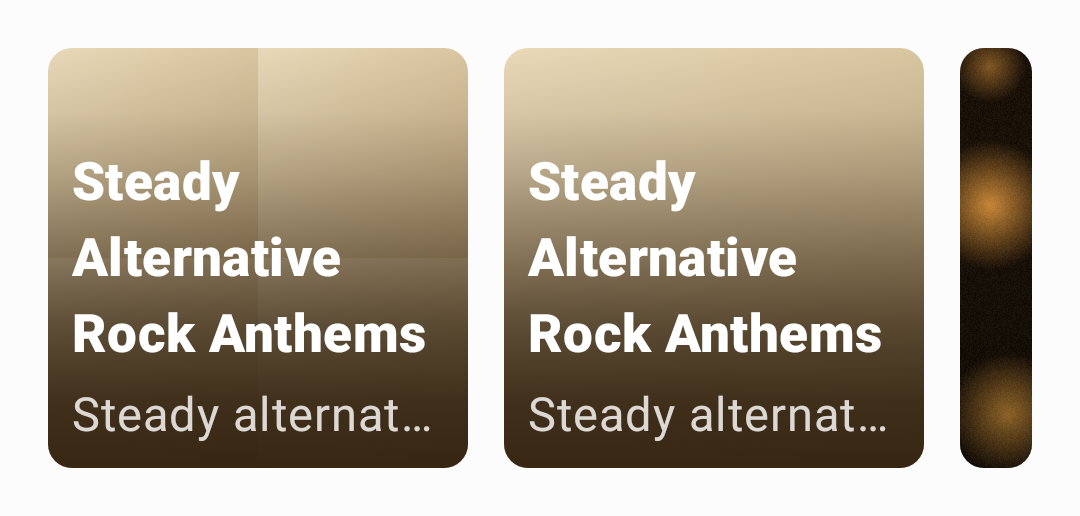 Steady
Alternative
Rock Anthems
Steady alternat...
Steady
Alternative
Rock Anthems
Steady alternat...